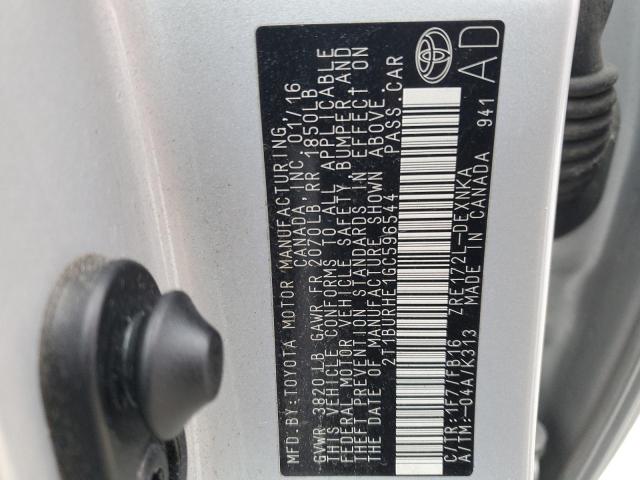 MFD.BY:TOYOTA MOTOR MANUFACTURING
CANADA, INC. 01/16
GVWR 3820LB GAWR FR 2070LB, RR 1850LB
THIS VEHICLE CONFORMS TO ALL APPLICABLE
FEDERAL MOTOR VEHICLE SAFETY, BUMPER, AND
THEFT PREVENTION STANDARDS IN EFFECT ON
THE DATE OF MANUFACTURE SHOWN ABOVE.
2T1BURHE1GC596544 PASS.CAR
C/TR:1F7/FB16 ZRE172L-DEXNKA
A/TM:-04A/K313 MADE IN CANADA 941
AD